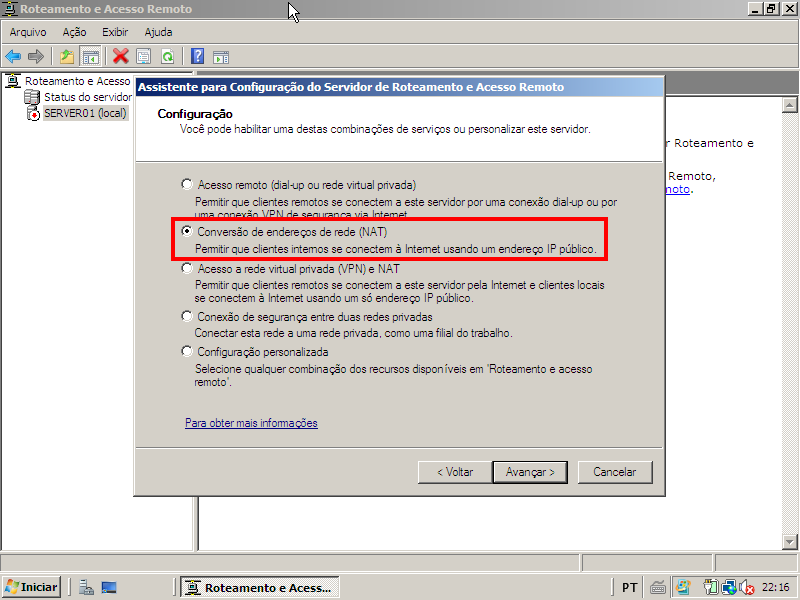 Roteamento e Acesso Remoto
Arquivo Ação Exibir Ajuda
Roteamento e Acesso
Status do servidor
SERVER01 (local)
Assistente para Configuração do Servidor de Roteamento e Acesso Remoto
Configuração
Você pode habilitar uma destas combinações de serviços ou personalizar este servidor.
r Roteamento e
Remoto,
moto.
Acesso remoto (dial-up ou rede virtual privada)
Permitir que clientes remotos se conectem a este servidor por uma conexão dial-up ou por
uma conexão VPN de segurança via Internet.
Conversão de endereços de rede (NAT)
Permitir que clientes internos se conectem à Internet usando um endereço IP público.
Acesso a rede virtual privada (VPN) e NAT
Permitir que clientes remotos se conectem a este servidor pela Internet e clientes locais
se conectem à Internet usando um só endereço IP público.
Conexão de segurança entre duas redes privadas
Conectar esta rede a uma rede privada, como uma filial do trabalho.
Configuração personalizada
Selecione qualquer combinação dos recursos disponíveis em 'Roteamento e acesso
remoto'.
Para obter mais informações
< Voltar Avançar > Cancelar
Iniciar Roteamento e Acess... PT 22:16